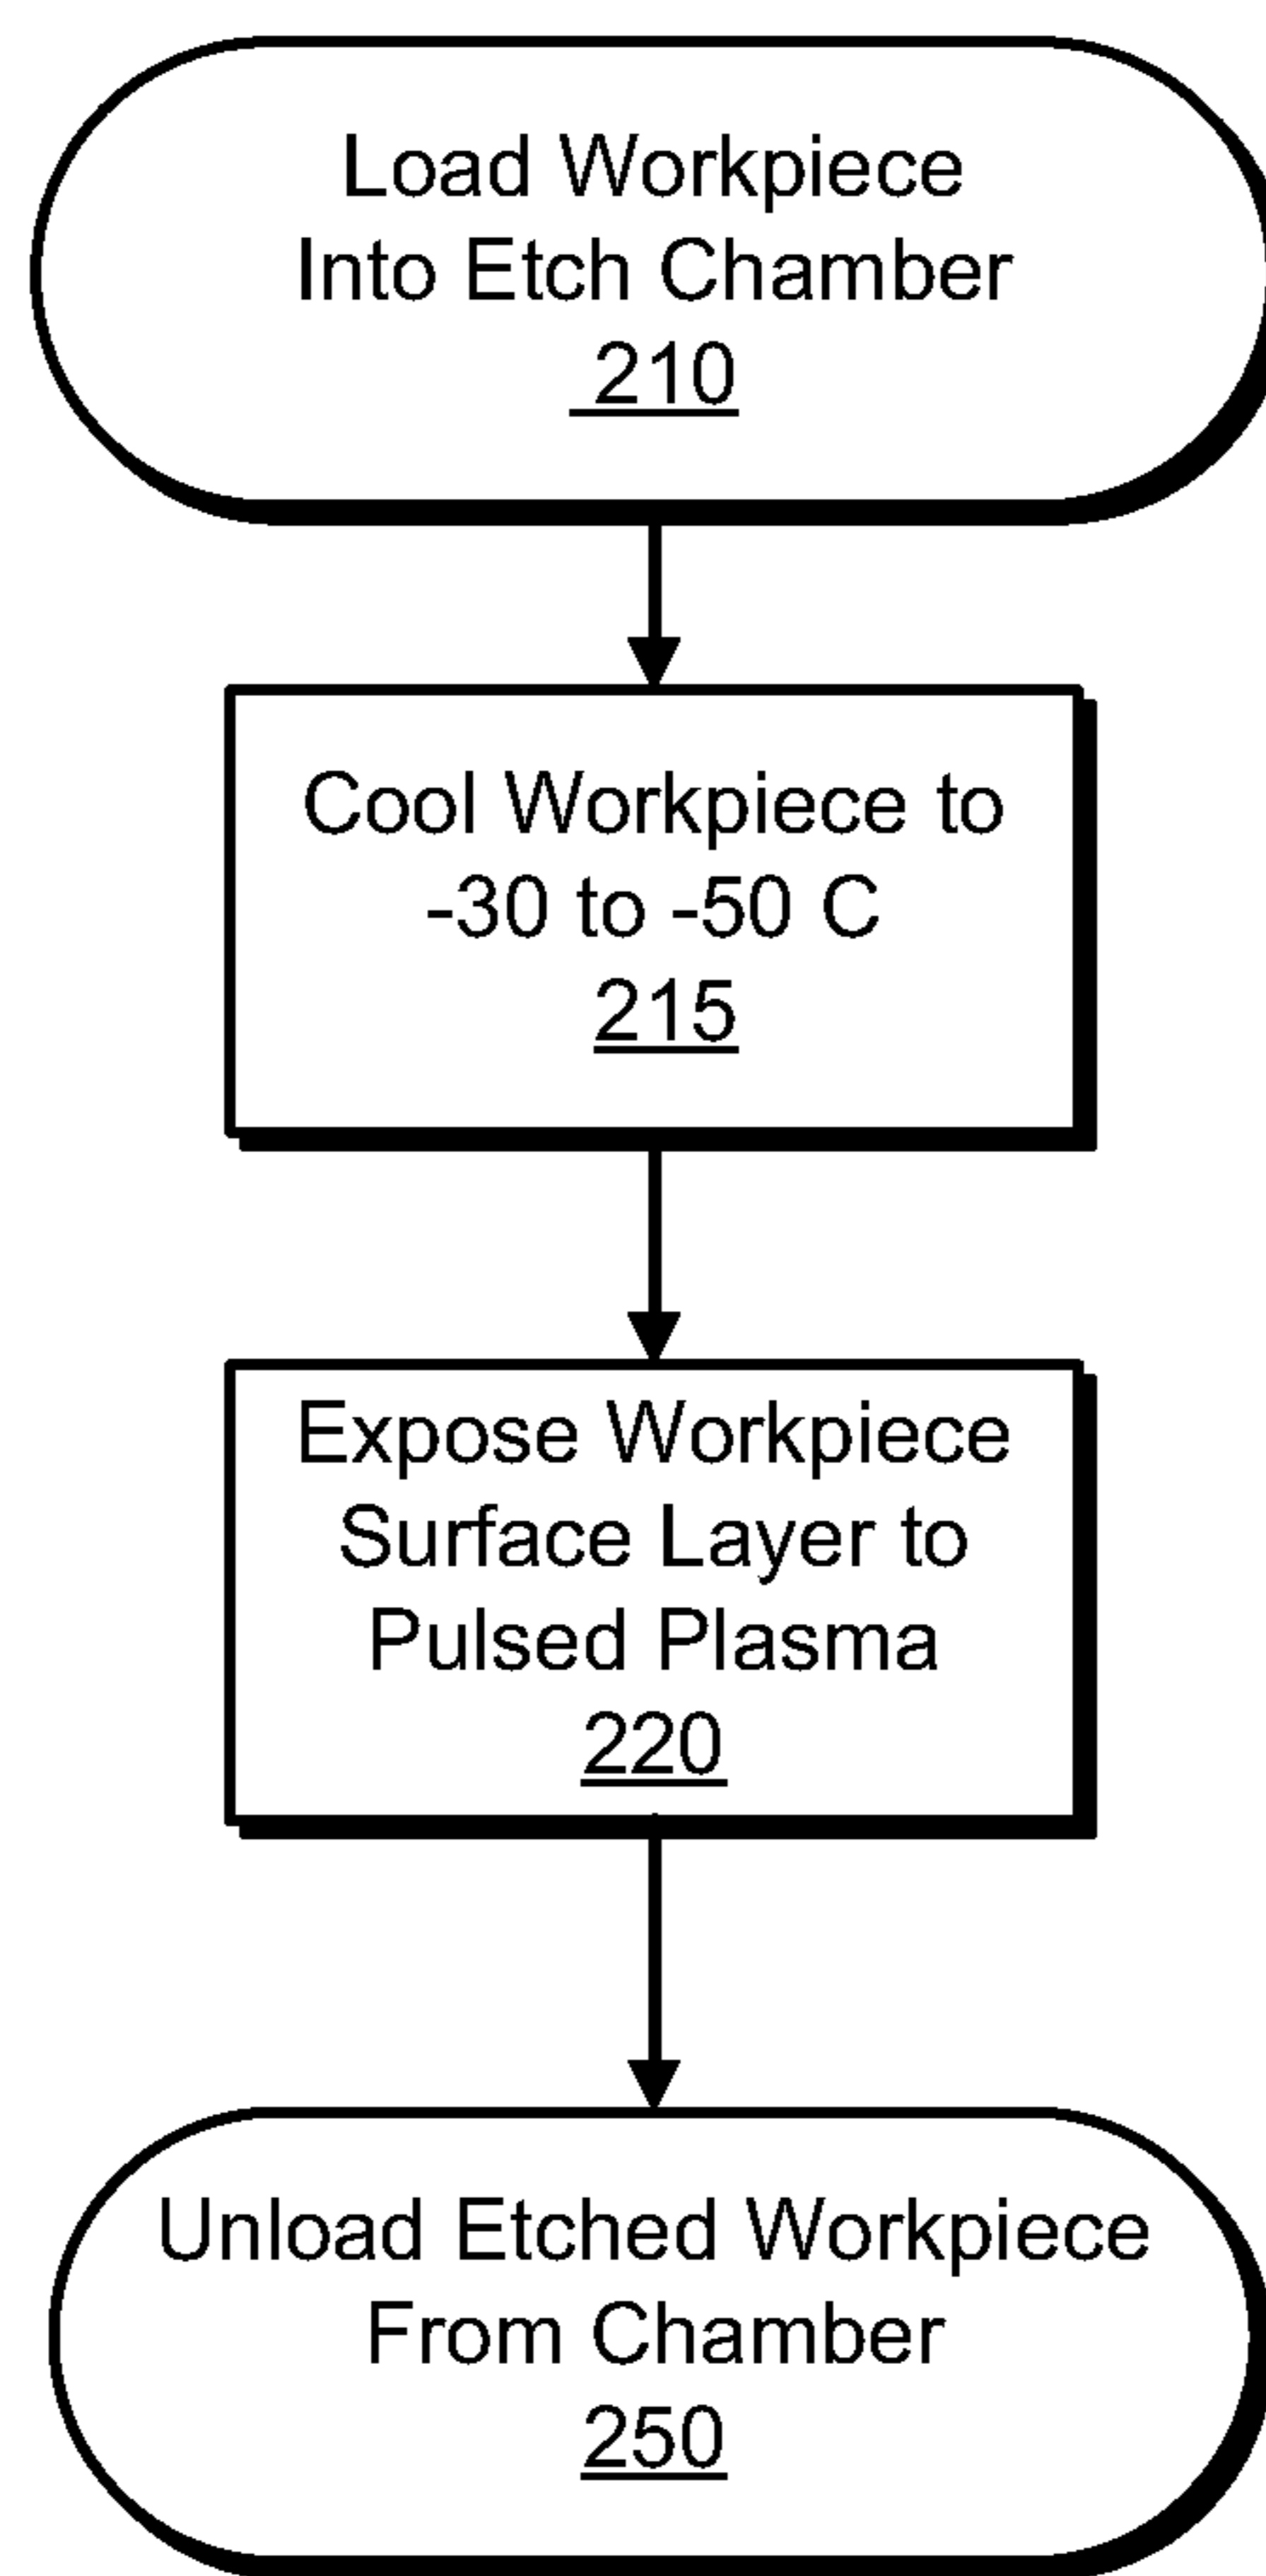 Load Workpiece
Into Etch Chamber
210
Cool Workpiece to
-30 to -50 C
215
Expose Workpiece
Surface Layer to
Pulsed Plasma
220
Unload Etched Workpiece
From Chamber
250